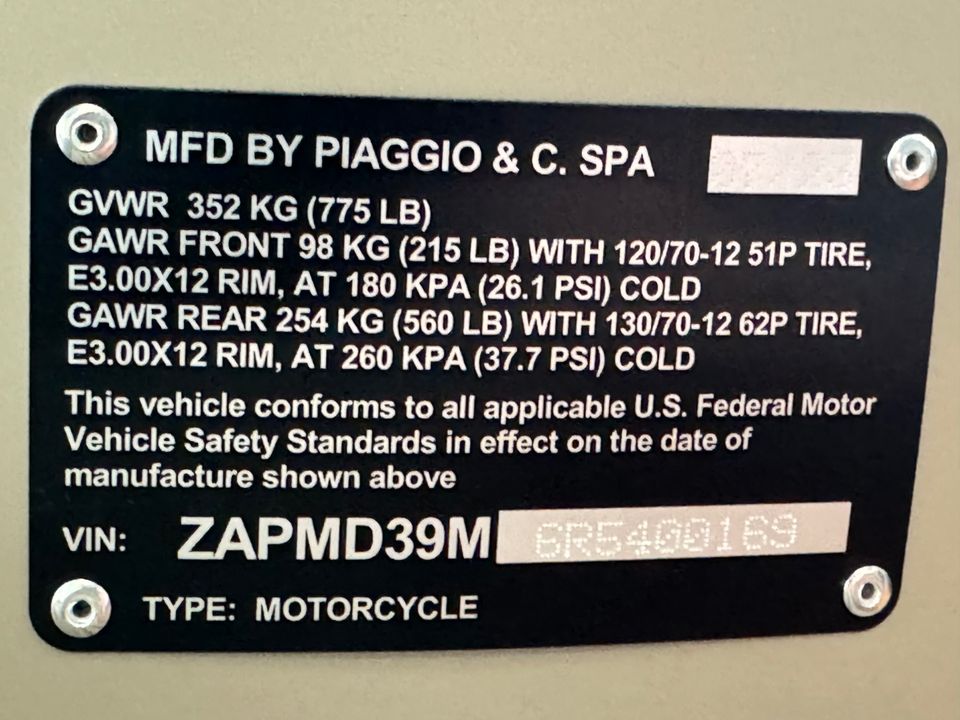 MFD BY PIAGGIO & C. SPA
GVWR 352 KG (775 LB)
GAWR FRONT 98 KG (215 LB) WITH 120/70-12 51P TIRE,
E3.00X12 RIM, AT 180 KPA (26.1 PSI) COLD
GAWR REAR 254 KG (560 LB) WITH 130/70-12 62P TIRE,
E3.00X12 RIM, AT 260 KPA (37.7 PSI) COLD
This vehicle conforms to all applicable U.S. Federal Motor
Vehicle Safety Standards in effect on the date of
manufacture shown above
VIN: ZAPMD39M6R5400169
TYPE: MOTORCYCLE